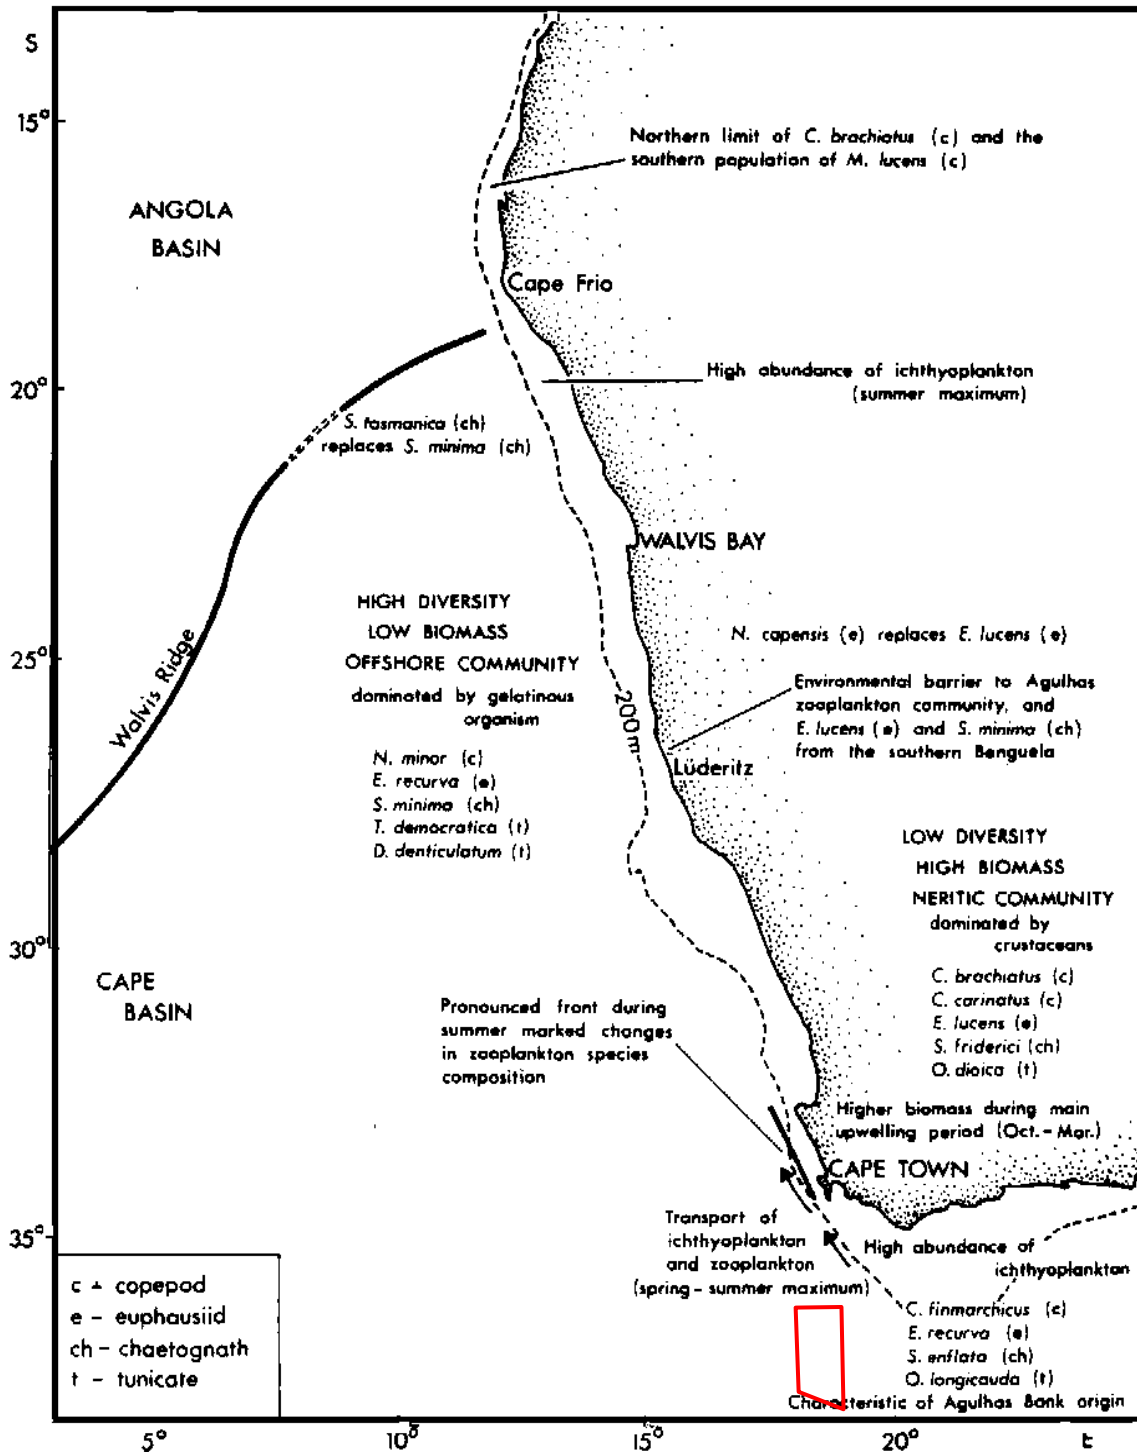 S
15°
Northern limit of C. brachiatus (c) and the
southern population of M. lucens (c)
ANGOLA
BASIN
Cape Frio
20°
High abundance of ichthyoplankton
(summer maximum)
S. tasmanica (ch)
replaces S. minima (ch)
WALVIS BAY
HIGH DIVERSITY
LOW BIOMASS
OFFSHORE COMMUNITY
dominated by gelatinous
organism
N. minor (c)
E. recurva (e)
S. minima (ch)
T. democratica (t)
D. denticulatum (t)
N. capensis (e) replaces E. lucens (e)
25°
Walvis Ridge
200m
Environmental barrier to Agulhas
zooplankton community, and
E. lucens (e) and S. minima (ch)
from the southern Benguela
Lüderitz
LOW DIVERSITY
HIGH BIOMASS
NERITIC COMMUNITY
dominated by
crustaceans
C. brachiatus (c)
C. carinatus (c)
E. lucens (e)
S. friderici (ch)
O. dioica (t)
30°
CAPE
BASIN
Pronounced front during
summer marked changes
in zooplankton species
composition
Higher biomass during main
upwelling period (Oct.-Mar.)
CAPE TOWN
35°
Transport of
ichthyoplankton
and zooplankton
(spring-summer maximum)
High abundance of
ichthyoplankton
C. finmarchicus (c)
E. recurva (e)
S. enflata (ch)
O. longicauda (t)
Characteristic of Agulhas Bank origin
c - copepod
e - euphausiid
ch - chaetognath
t - tunicate
5° 10° 15° 20° E